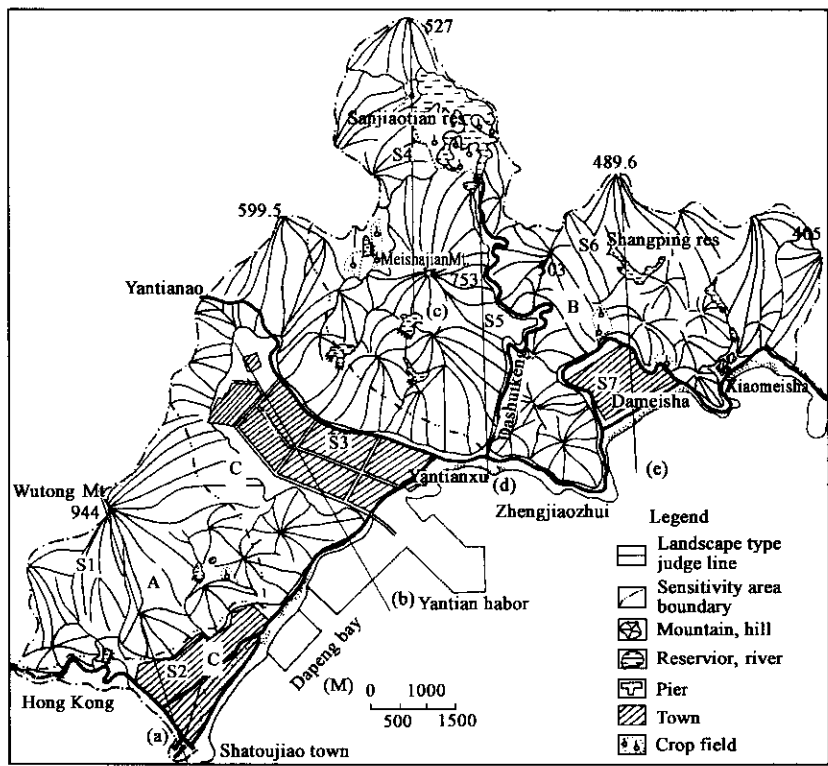 527
Sanjiaotian res
S4
489.6
599.5
S6
Shangping res
465
Meishajian Mt.
753
503
Yantianao
(c)
S5
B
Dashuikeng
S7
Dameisha
Xiaomeisha
S3
C
Yantianxu
(d)
(e)
Zhengjiaozhui
Wutong Mt
944
S1
A
(b)
Yantian habor
Dapeng bay
S2
C
Hong Kong
(a)
Shatoujiao town
(M)
0 1000
500 1500
Legend
Landscape type
judge line
Sensitivity area
boundary
Mountain, hill
Reservior, river
Pier
Town
Crop field